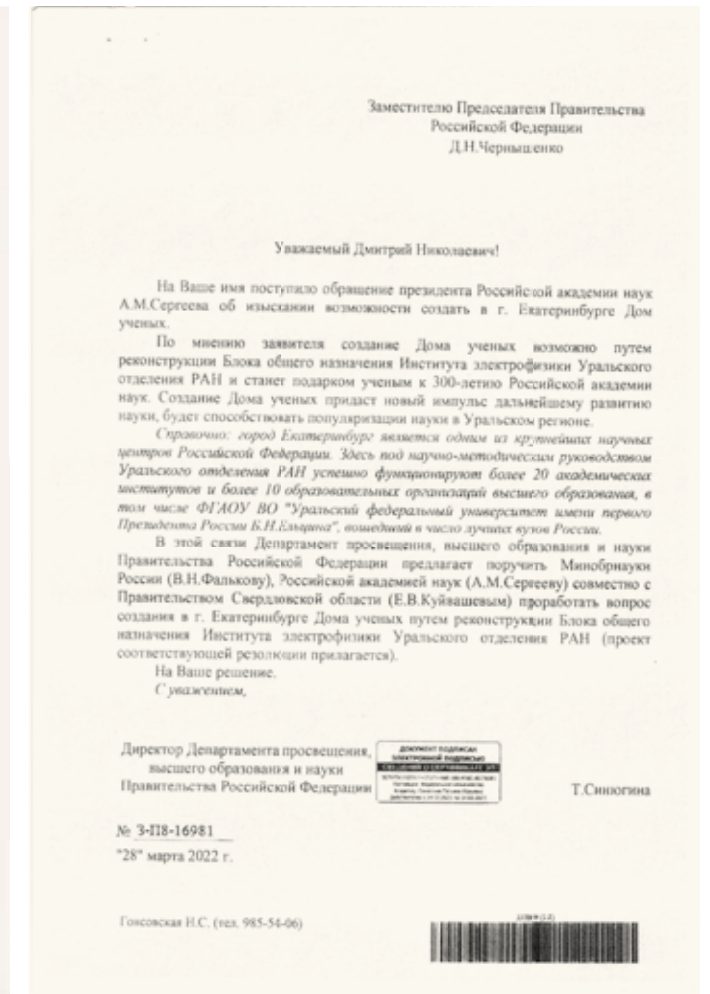 Заместителю Председателя Правительства
Российской Федерации
Д.Н.Чернышенко
Уважаемый Дмитрий Николаевич!
На Ваше имя поступило обращение президента Российской академии наук
А.М.Сергеева об изыскании возможности создать в г. Екатеринбурге Дом
ученых.
По мнению заявителя создание Дома ученых возможно путем
реконструкции Блока общего назначения Института электрофизики Уральского
отделения РАН и станет подарком ученым к 300-летию Российской академии
наук. Создание Дома ученых придаст новый импульс дальнейшему развитию
науки, будет способствовать популяризации науки в Уральском регионе.
Справочно: город Екатеринбург является одним из крупнейших научных
центров Российской Федерации. Здесь под научно-методическим руководством
Уральского отделения РАН успешно функционируют более 20 академических
институтов и более 10 образовательных организаций высшего образования, в
том числе ФГАОУ ВО "Уральский федеральный университет имени первого
Президента России Б.Н.Ельцина", вошедший в число лучших вузов России.
В этой связи Департамент просвещения, высшего образования и науки
Правительства Российской Федерации предлагает поручить Минобрнауки
России (В.Н.Фалькову), Российской академией наук (А.М.Сергееву) совместно с
Правительством Свердловской области (Е.В.Куйвашевым) проработать вопрос
создания в г. Екатеринбурге Дома ученых путем реконструкции Блока общего
назначения Института электрофизики Уральского отделения РАН (проект
соответствующей резолюции прилагается).
На Ваше решение.
С уважением,
Директор Департамента просвещения,
высшего образования и науки
Правительства Российской Федерации
ДОКУМЕНТ ПОДПИСАН
ЭЛЕКТРОННОЙ ПОДПИСЬЮ
СВЕДЕНИЯ О СЕРТИФИКАТЕ ЭП
Т.Синюгина
№ 3-П8-16981
"28" марта 2022 г.
Гонсовская Н.С. (тел. 985-54-06)